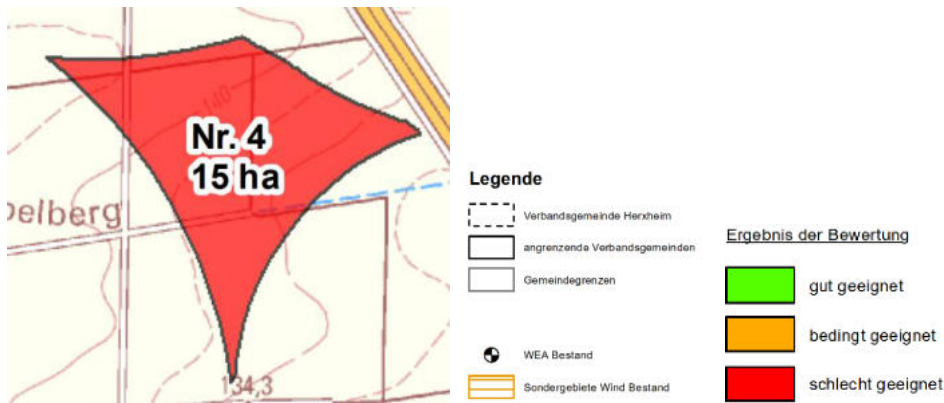 140
Nr. 4
15 ha
pelberg
134,3
Legende
Verbandsgemeinde Herxheim
angrenzende Verbandsgemeinden
Gemeindegrenzen
WEA Bestand
Sondergebiete Wind Bestand
Ergebnis der Bewertung
gut geeignet
bedingt geeignet
schlecht geeignet